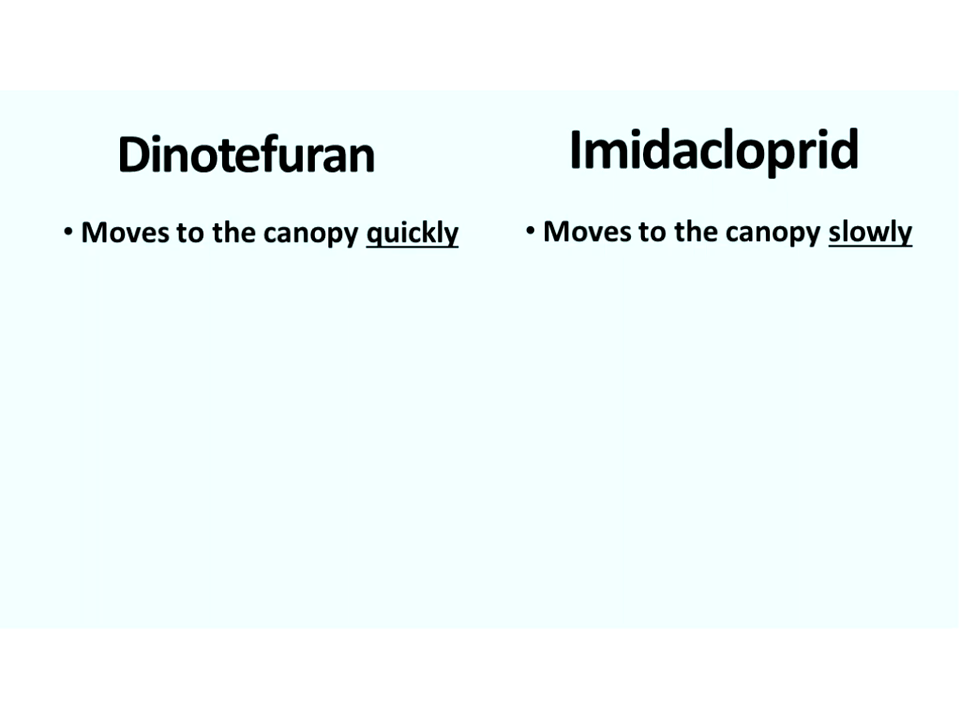 Dinotefuran
• Moves to the canopy quickly
Imidacloprid
• Moves to the canopy slowly